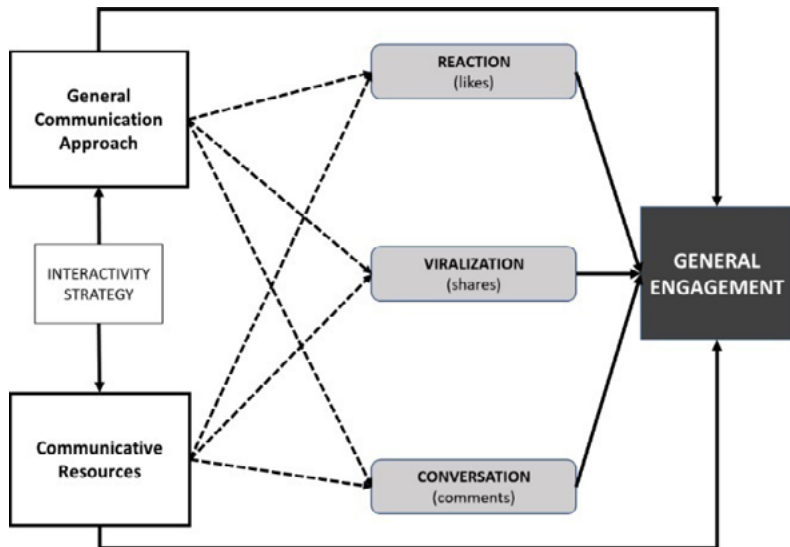 General
Communication
Approach
REACTION
(likes)
INTERACTIVITY
STRATEGY
VIRALIZATION
(shares)
GENERAL
ENGAGEMENT
Communicative
Resources
CONVERSATION
(comments)